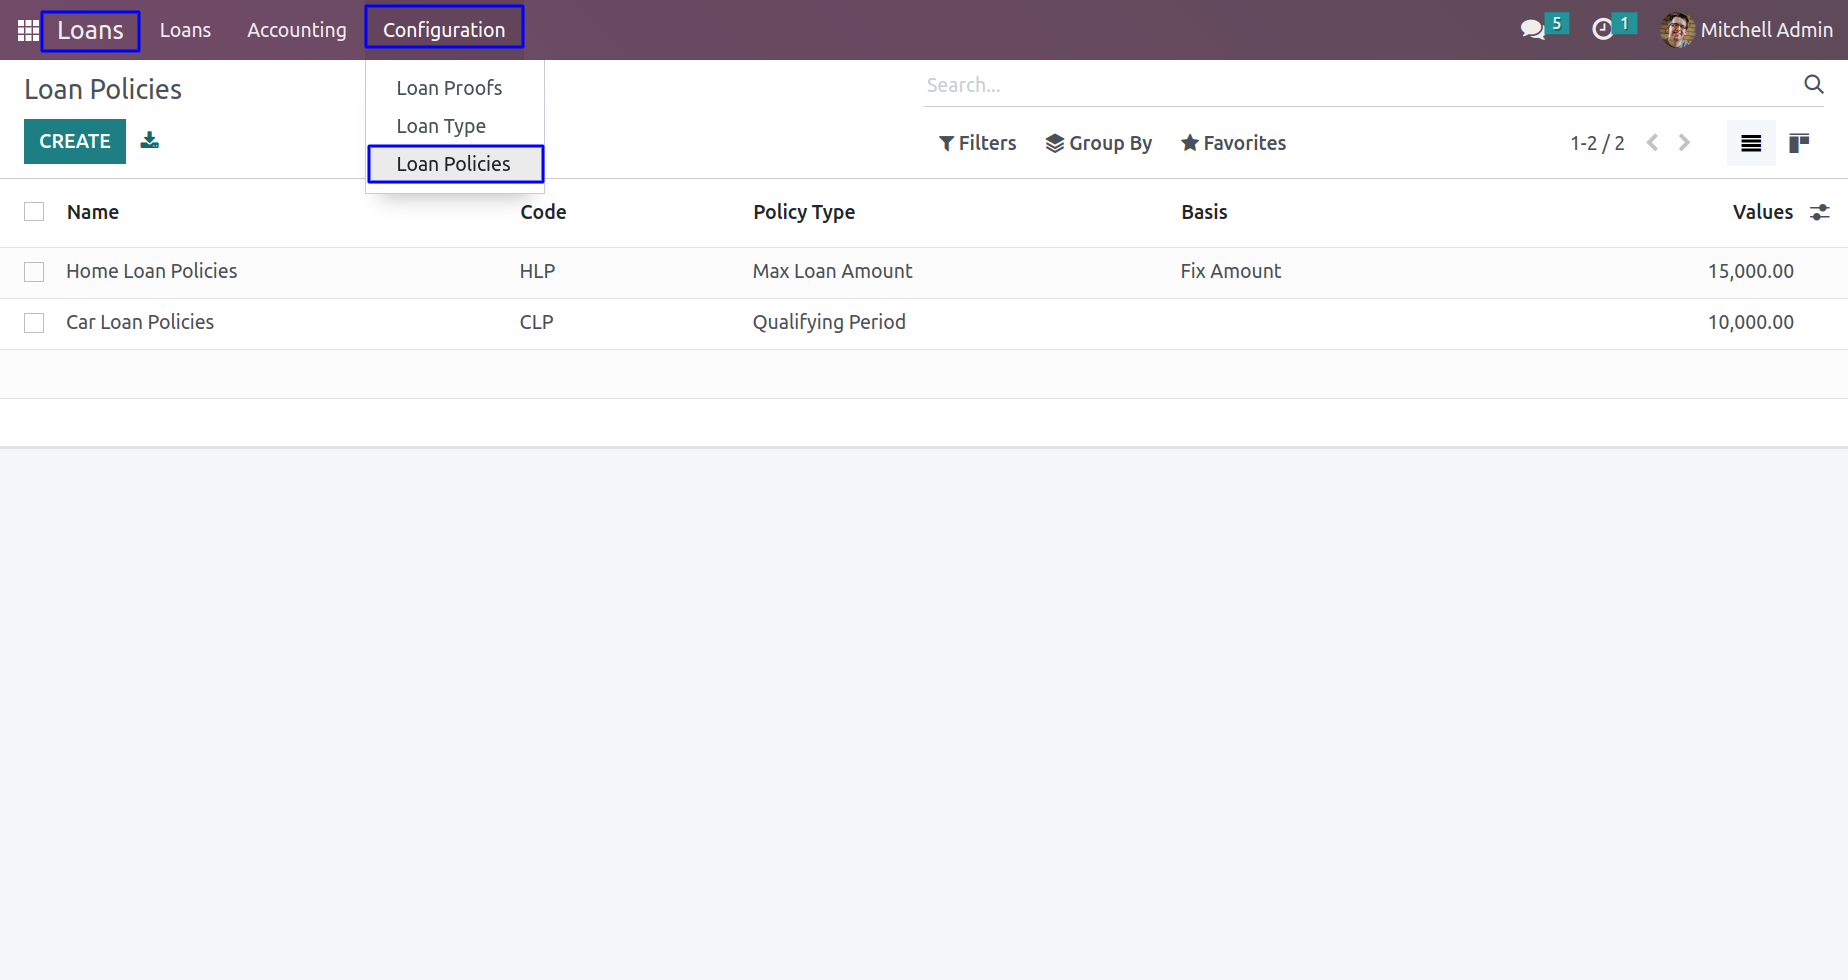 Loans Loans Accounting Configuration 5 1 Mitchell Admin
Loan Policies
Search...
Loan Proofs
Loan Type
Loan Policies
CREATE
Filters Group By Favorites 1-2 / 2
Name Code Policy Type Basis Values
Home Loan Policies HLP Max Loan Amount Fix Amount 15,000.00
Car Loan Policies CLP Qualifying Period 10,000.00